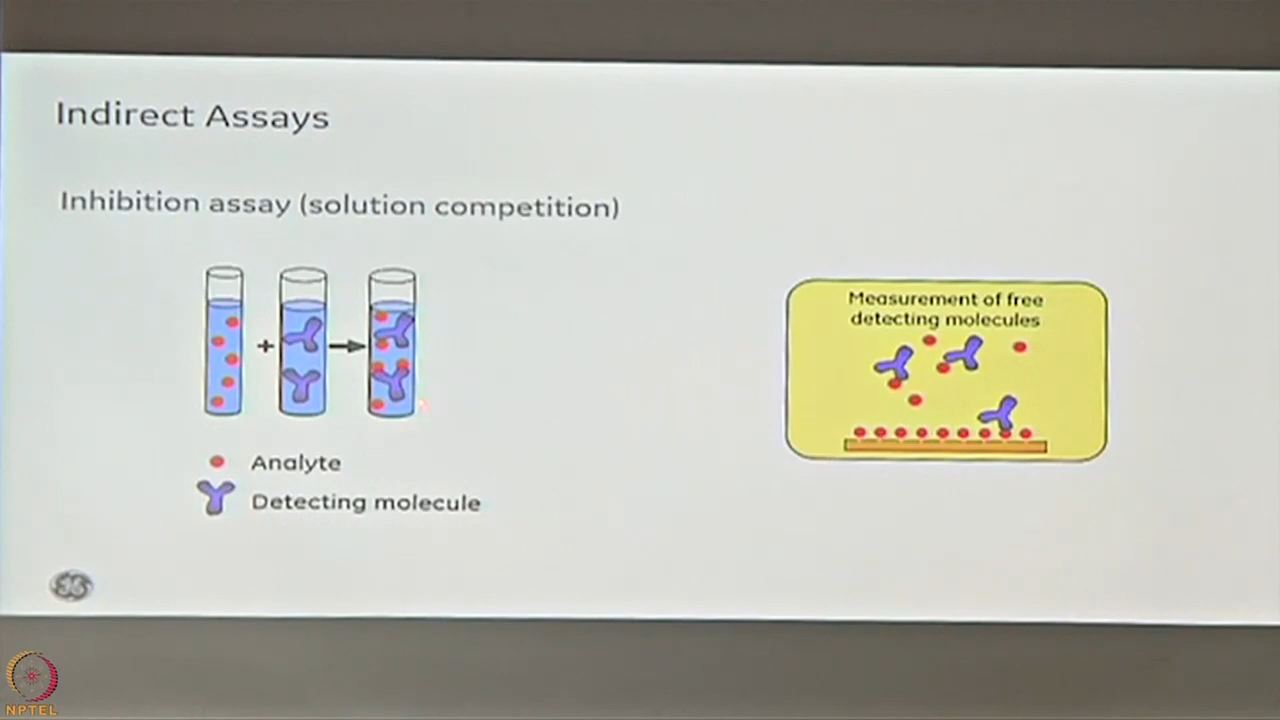 Indirect Assays
Inhibition assay (solution competition)
Measurement of free
detecting molecules
Analyte
Detecting molecule
NPTEL